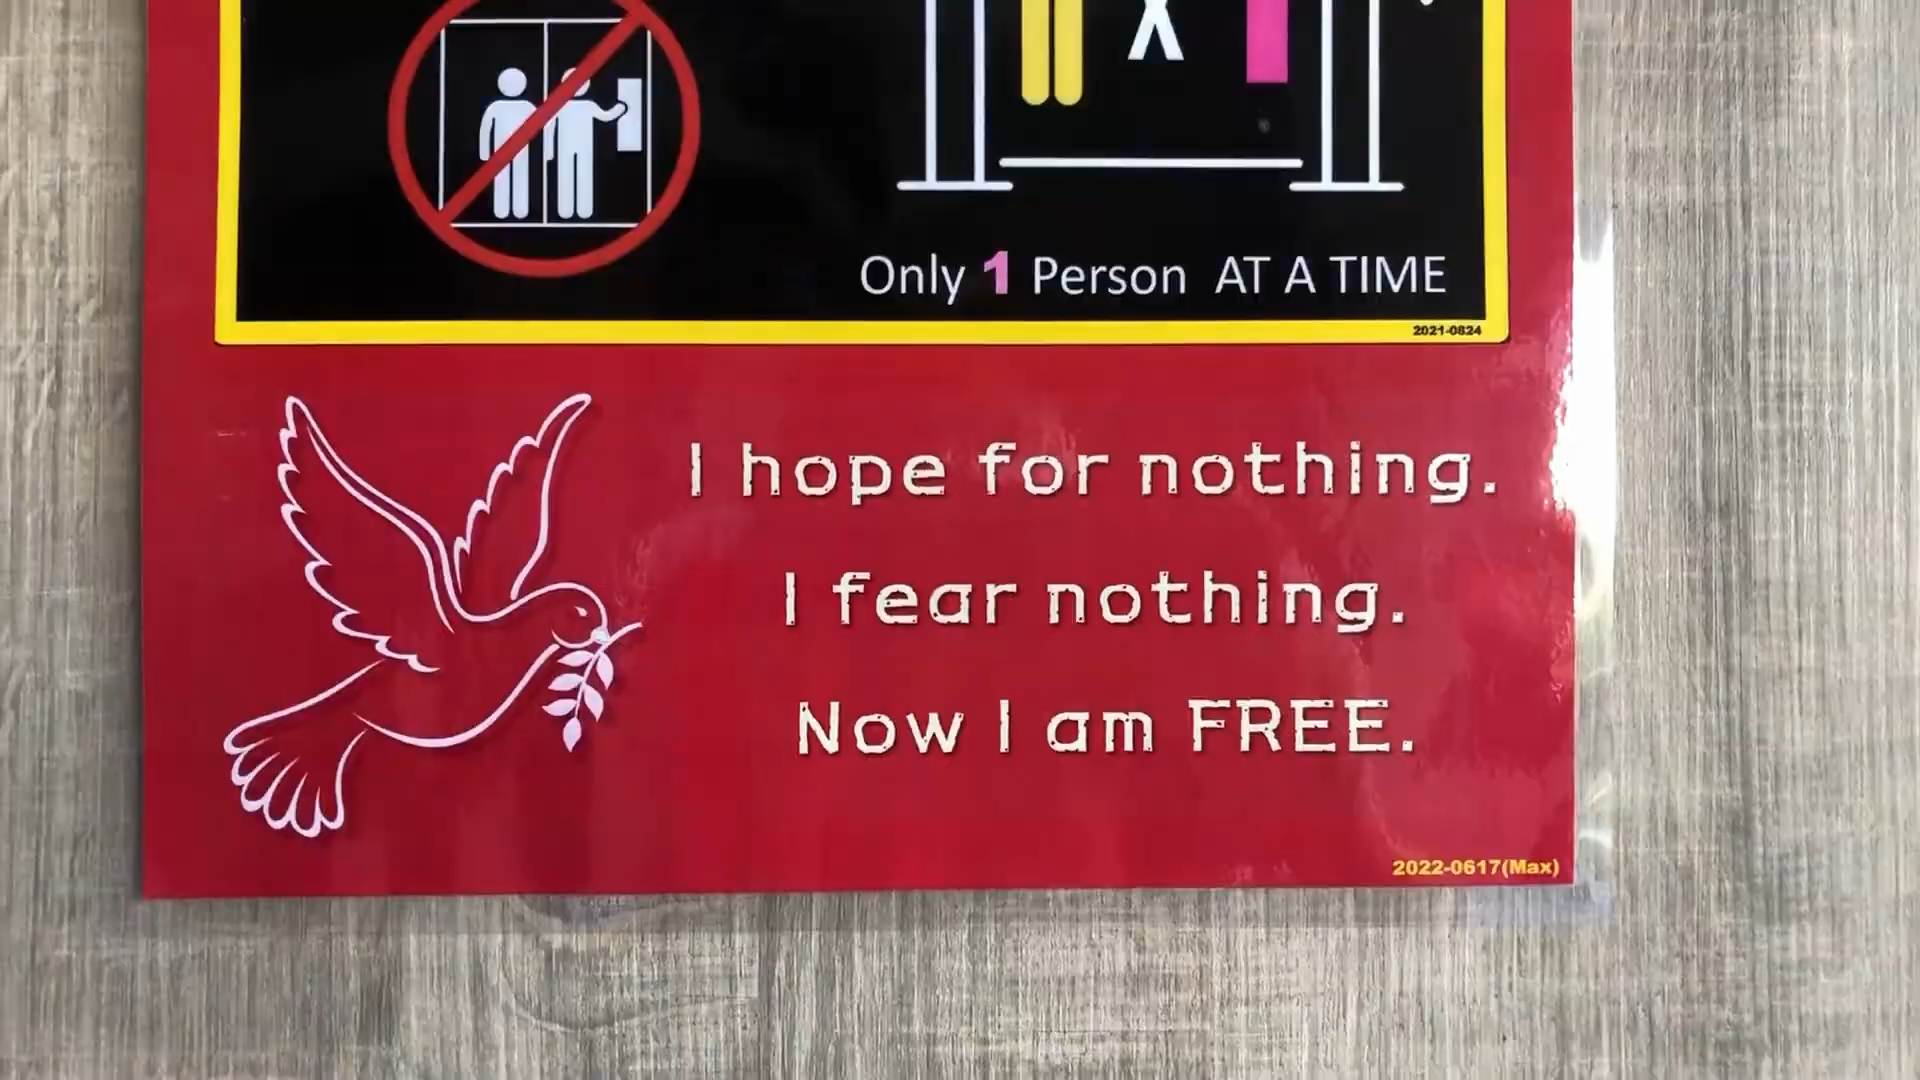 Only 1 Person AT A TIME
2021-0824
I hope for nothing.
I fear nothing.
Now I am FREE.
2022-0617(Max)